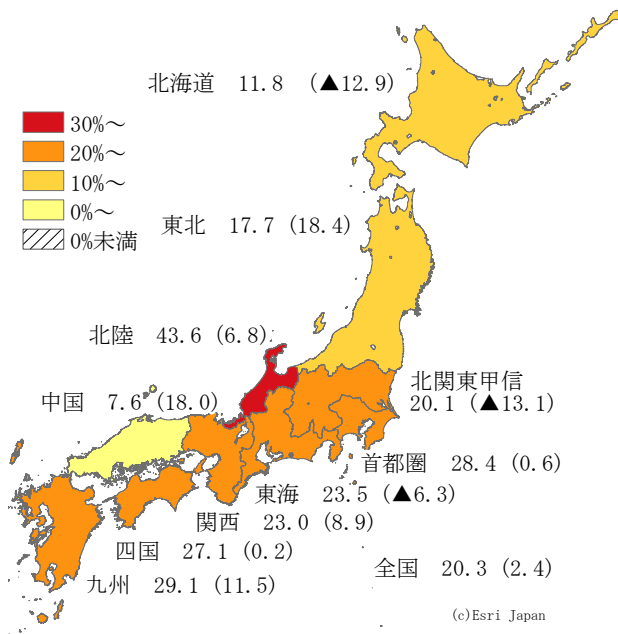 北海道 11.8 (▲12.9)
30%～
20%～
10%～
0%～
0%未満
東北 17.7 (18.4)
北陸 43.6 (6.8)
中国 7.6 (18.0)
北関東甲信
20.1 (▲13.1)
首都圏 28.4 (0.6)
東海 23.5 (▲6.3)
関西 23.0 (8.9)
四国 27.1 (0.2)
九州 29.1 (11.5)
全国 20.3 (2.4)
(c)Esri Japan